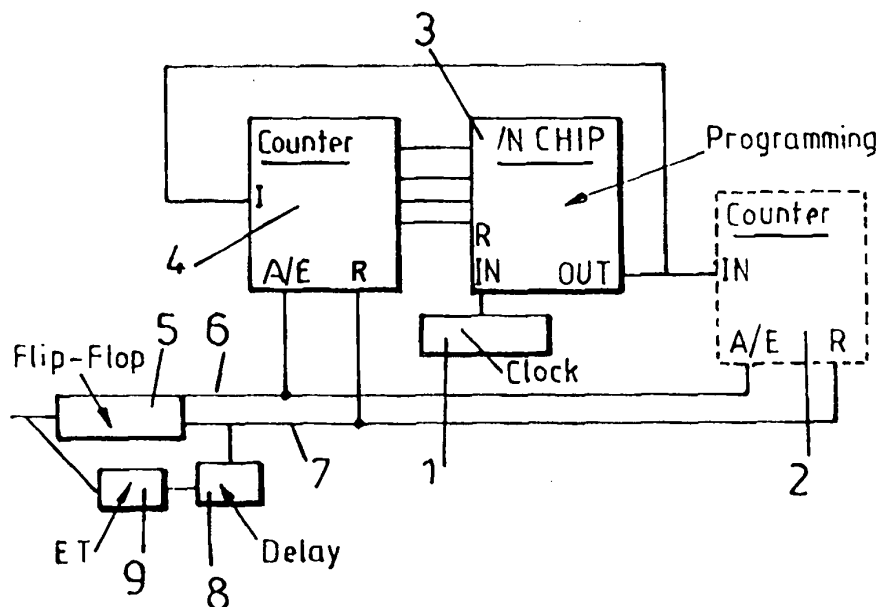 3
Counter
/N CHIP
Programming
I
Counter
4
R
IN
A/E
R
IN
OUT
A/E
R
5
6
Flip-Flop
Clock
7
1
2
ET
9
8
Delay